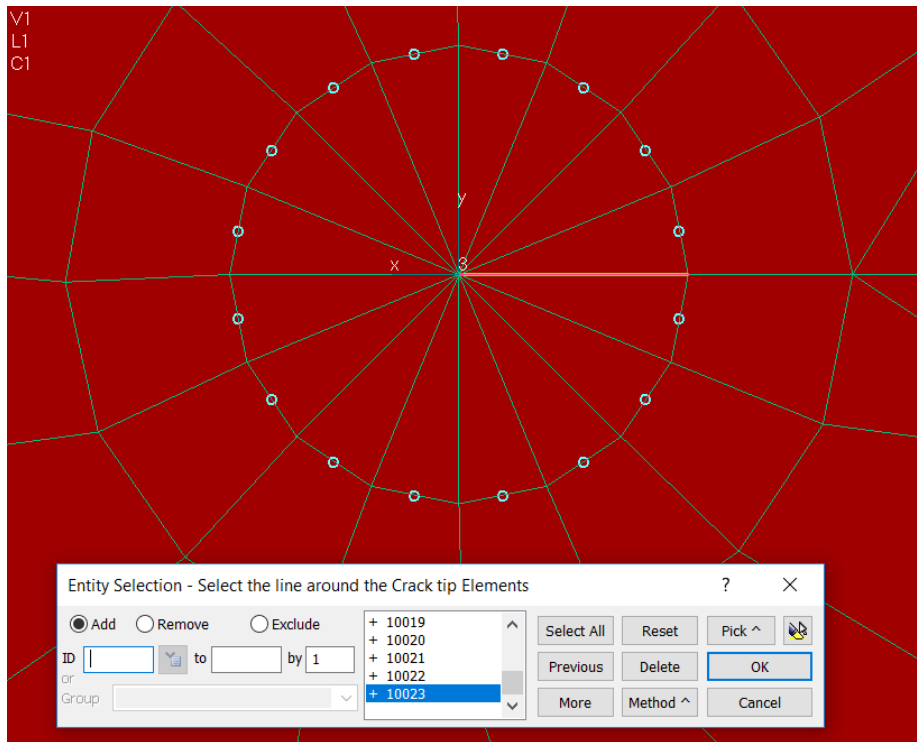 V1
L1
C1
y
x
3
Entity Selection - Select the line around the Crack tip Elements ?
Add Remove Exclude
ID to by 1
or
Group
+ 10019
+ 10020
+ 10021
+ 10022
+ 10023
Select All Reset Pick ^
Previous Delete OK
More Method ^ Cancel